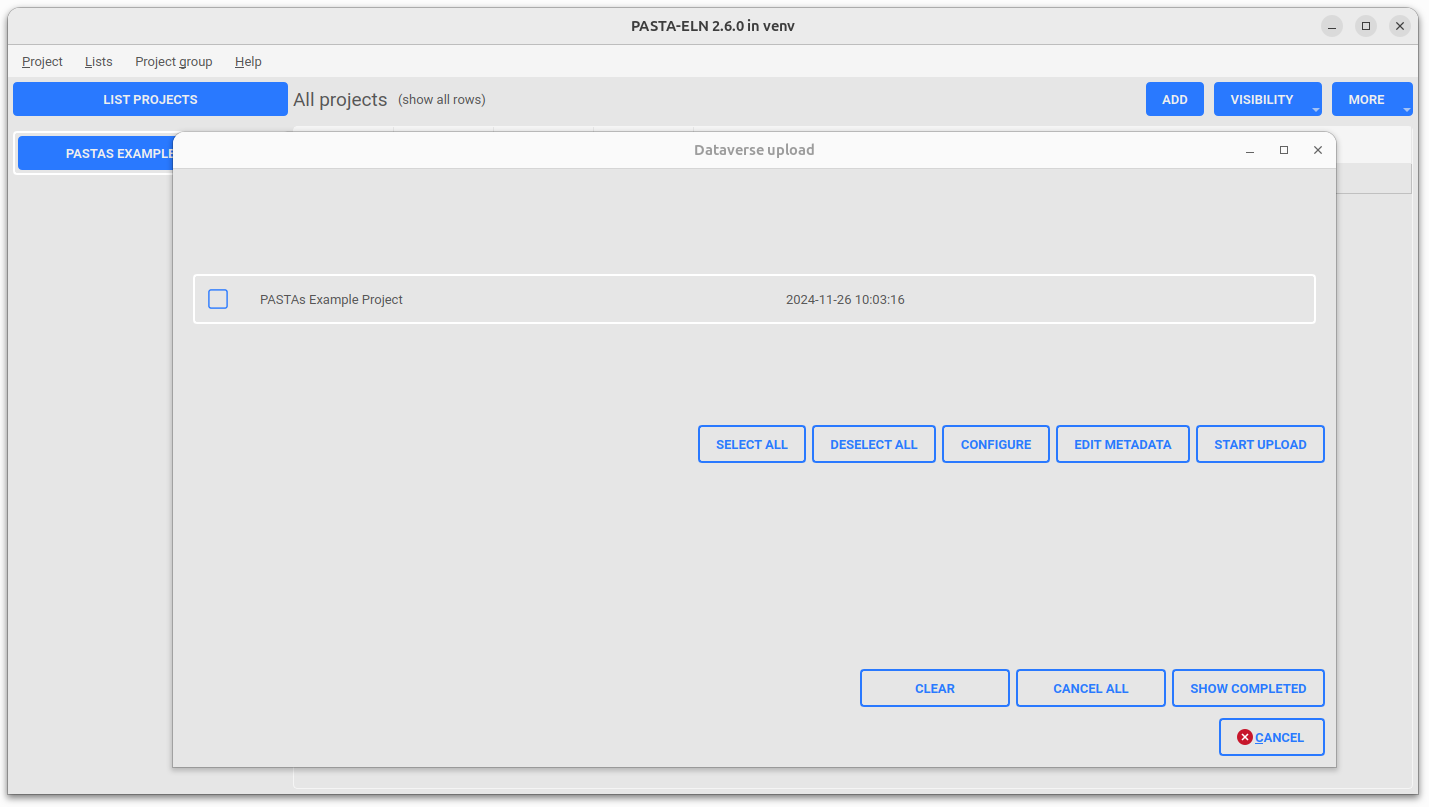 PASTA-ELN 2.6.0 in venv
Project Lists Project group Help
LIST PROJECTS All projects (show all rows) ADD VISIBILITY MORE
PASTAS EXAMPLE
Dataverse upload
PASTAs Example Project 2024-11-26 10:03:16
SELECT ALL DESELECT ALL CONFIGURE EDIT METADATA START UPLOAD
CLEAR CANCEL ALL SHOW COMPLETED
CANCEL